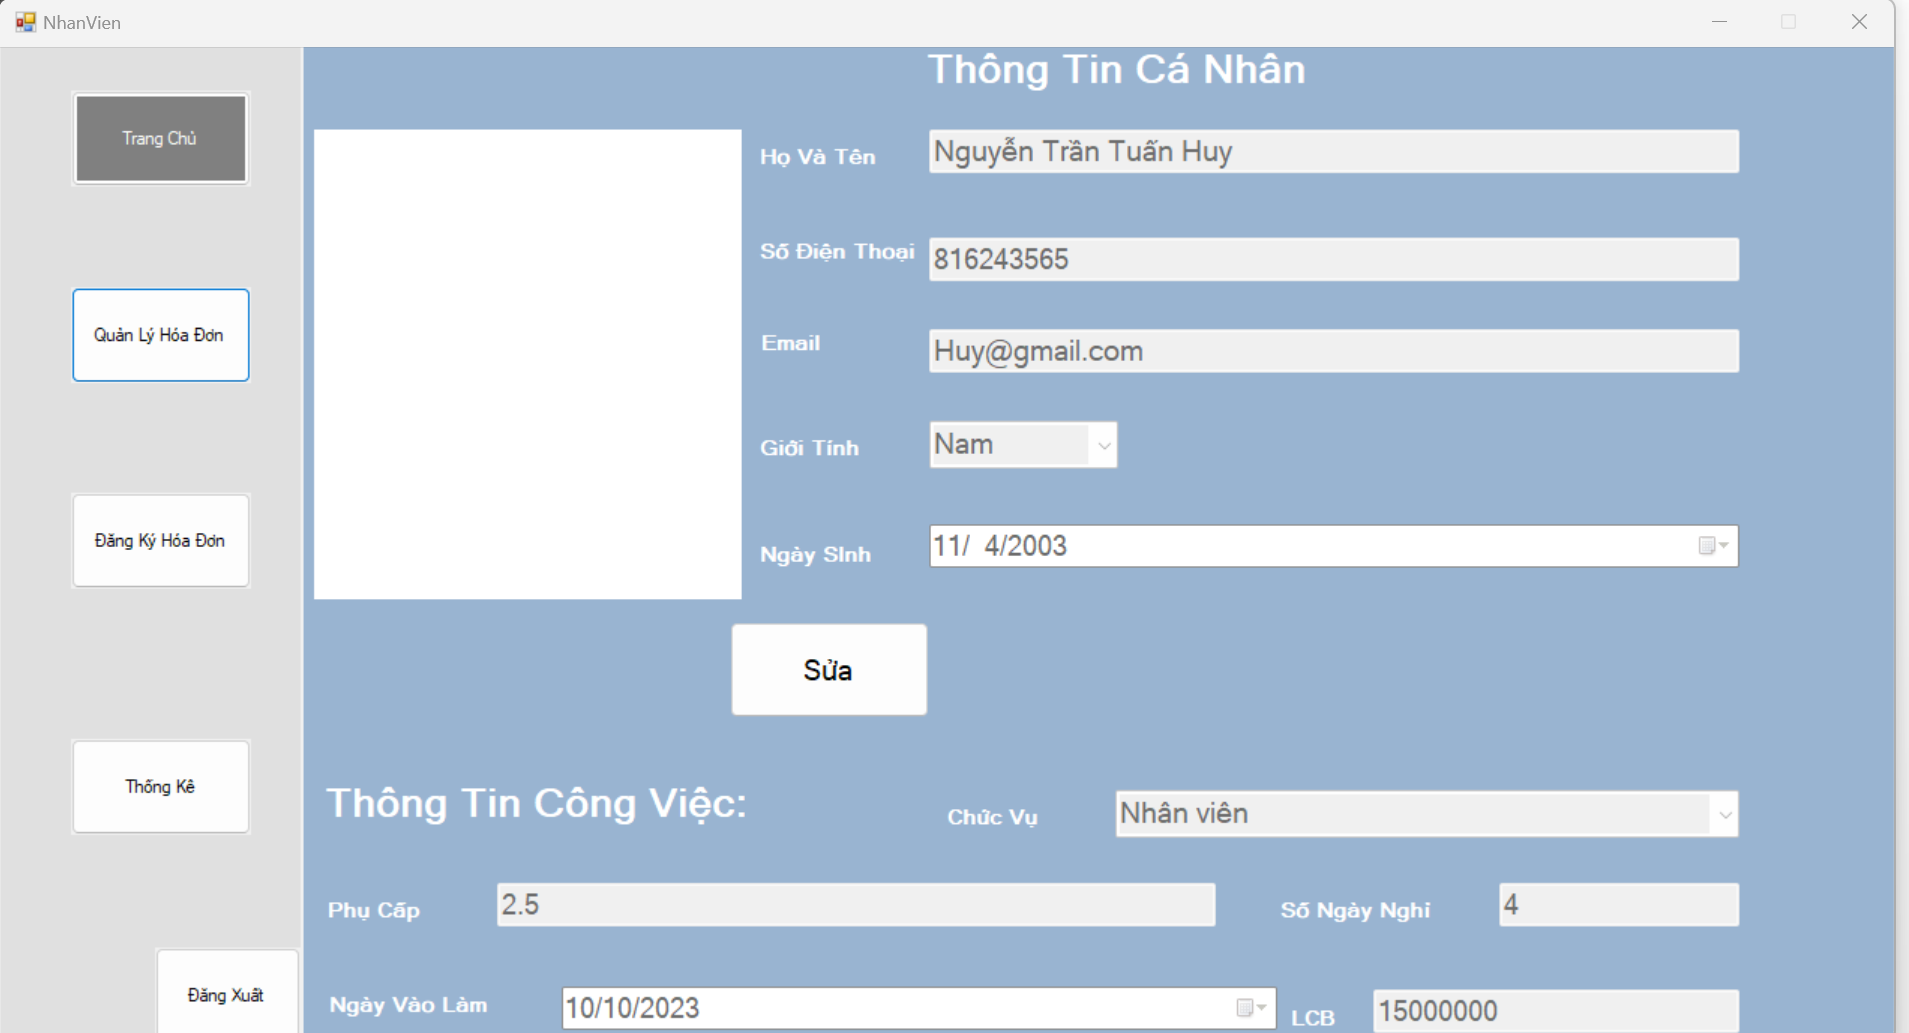 NhanVien
Trang Chủ
Quản Lý Hóa Đơn
Đăng Ký Hóa Đơn
Thống Kê
Đăng Xuất
Thông Tin Cá Nhân
Họ Và Tên
Nguyễn Trần Tuấn Huy
Số Điện Thoại
816243565
Email
Huy@gmail.com
Giới Tính
Nam
Ngày SInh
11/ 4/2003
Sửa
Thông Tin Công Việc:
Chức Vụ
Nhân viên
Phụ Cấp
2.5
Số Ngày Nghỉ
4
Ngày Vào Làm
10/10/2023
LCB
15000000